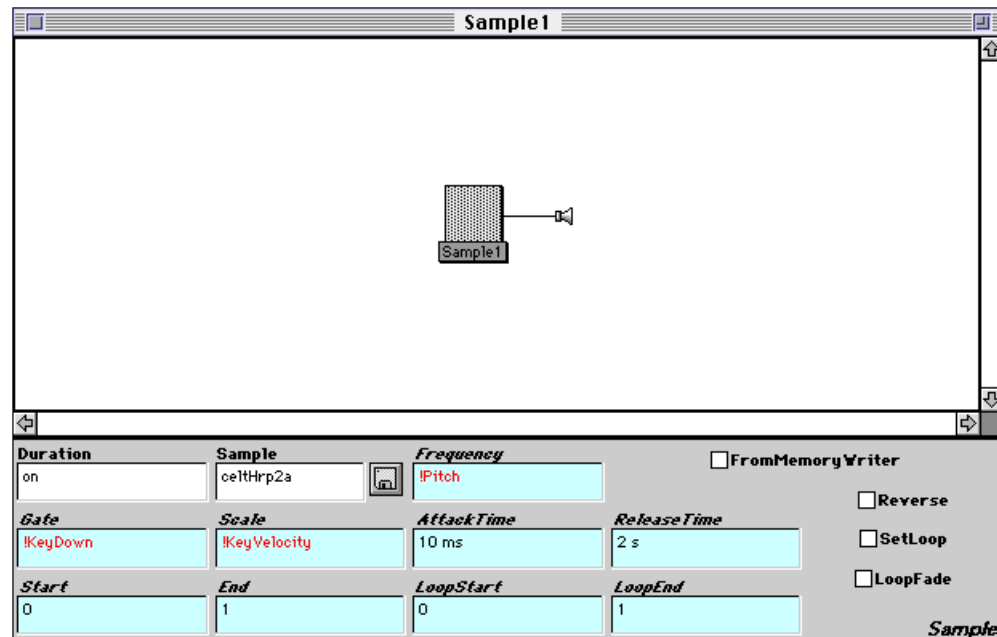 Sample1
Sample1
Duration Sample Frequency
on celtHrp2a !Pitch
FromMemoryWriter
Reverse
Gate Scale AttackTime ReleaseTime
!KeyDown !KeyVelocity 10 ms 2 s
SetLoop
LoopFade
Start End LoopStart LoopEnd
0 1 0 1
Sample